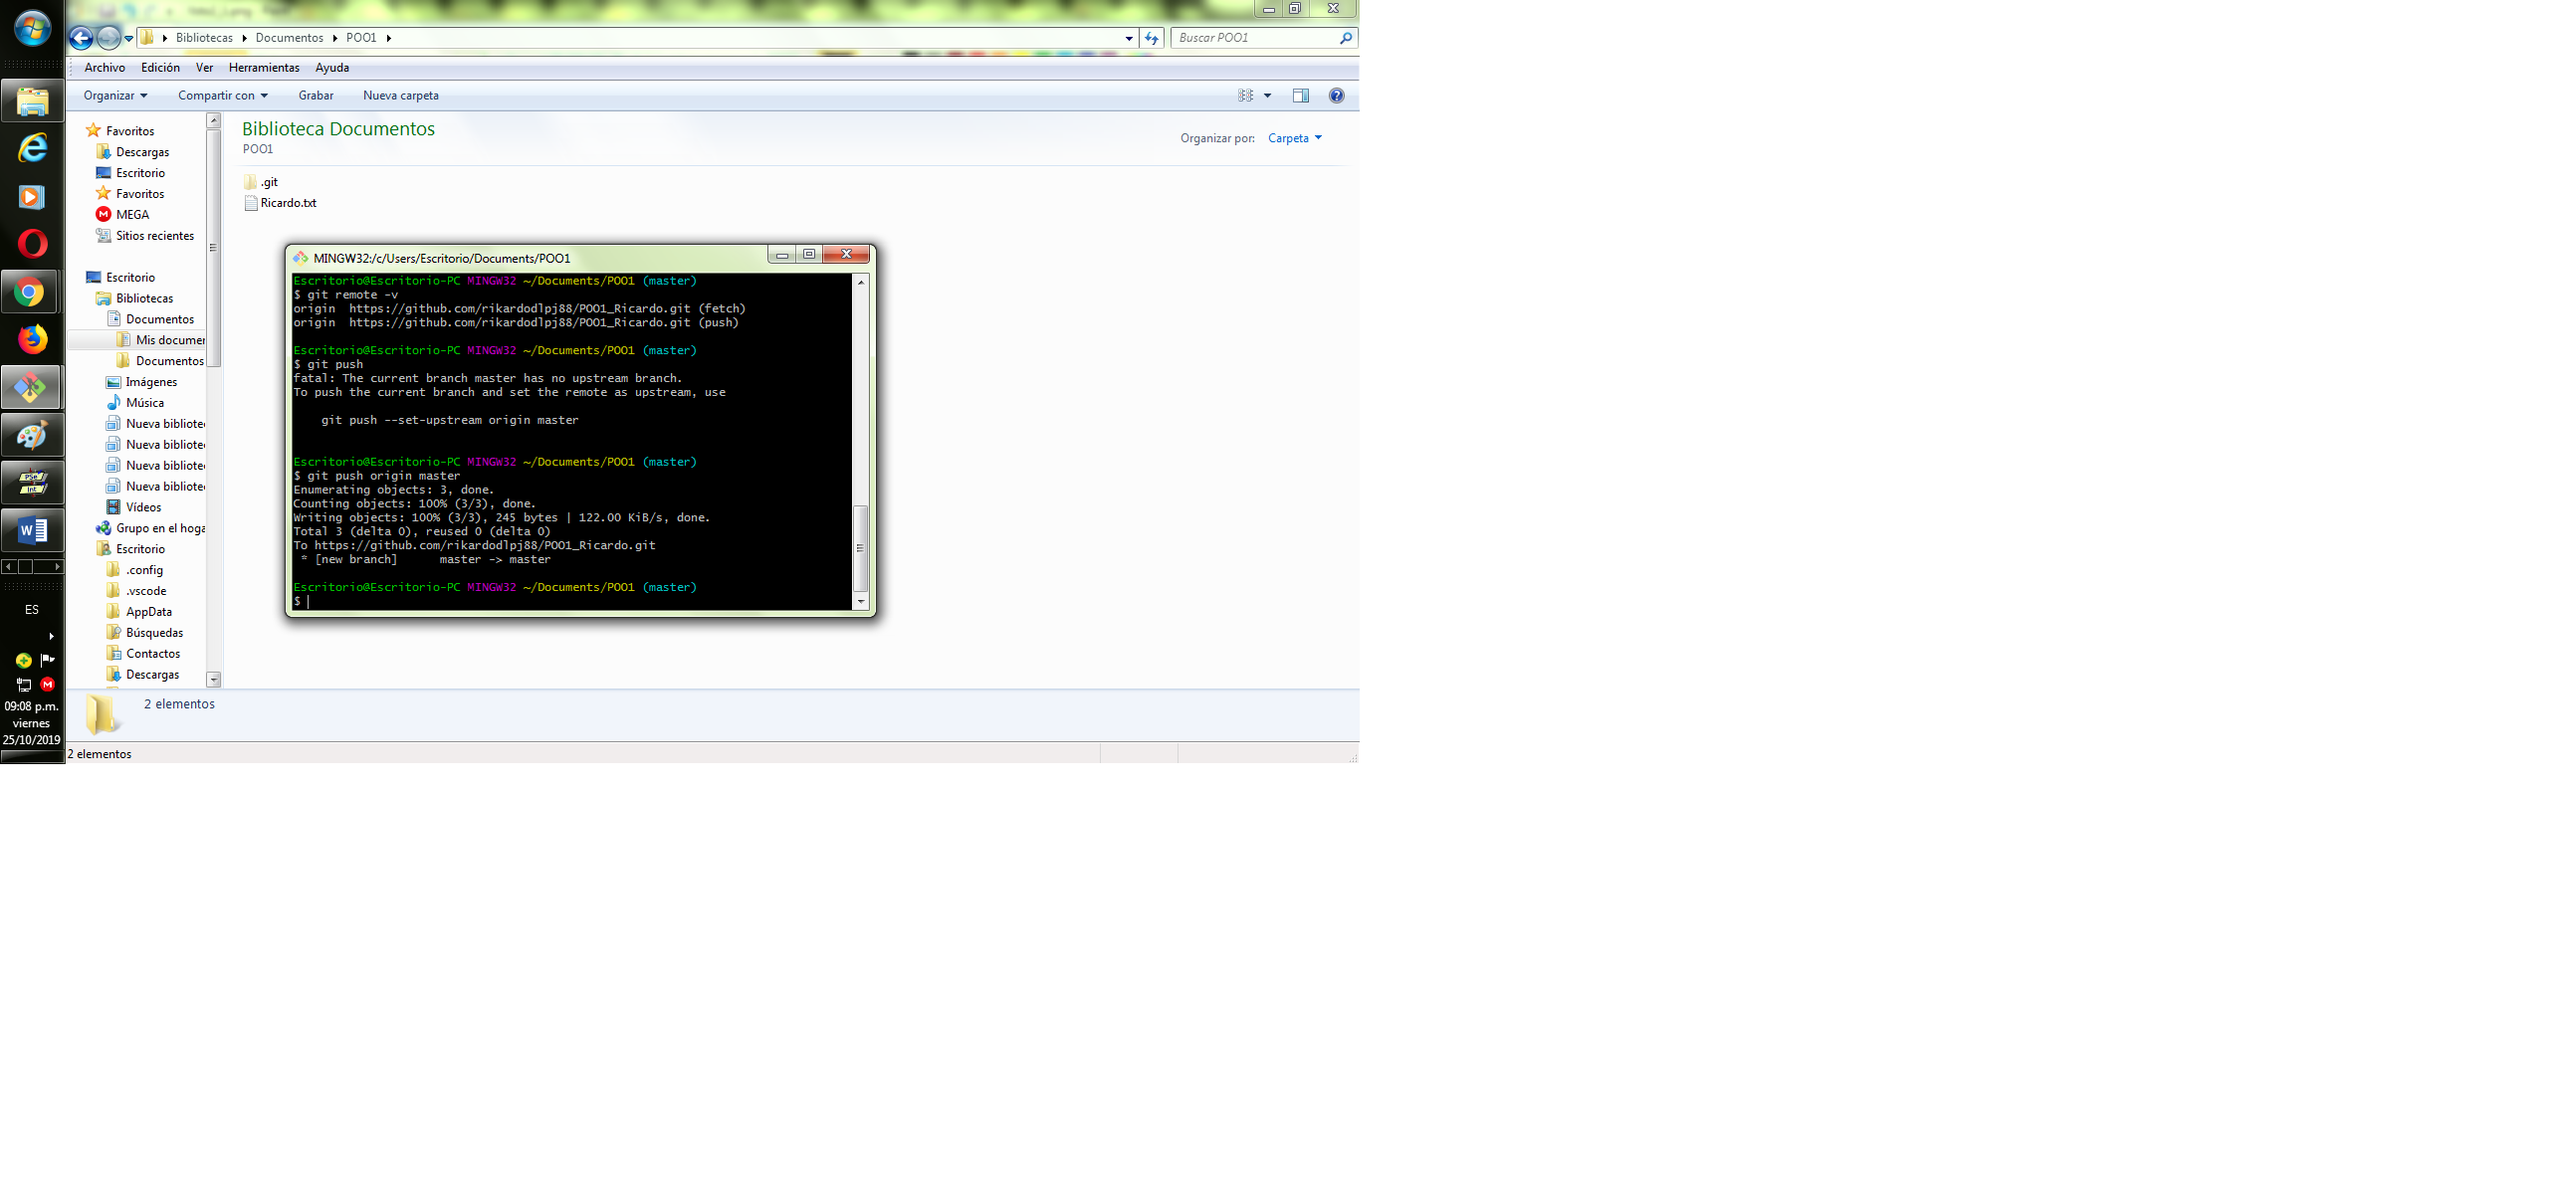 Bibliotecas
Documentos
POO1
Buscar POO1
Archivo Edición Ver Herramientas Ayuda
Organizar Compartir con Grabar Nueva carpeta
Favoritos
Descargas
Escritorio
Favoritos
MEGA
Sitios recientes
Escritorio
Bibliotecas
Documentos
Mis documen
Documentos
Imágenes
Música
Nueva bibliote
Nueva bibliote
Nueva bibliote
Nueva bibliote
Vídeos
Grupo en el hoga
Escritorio
.config
.vscode
AppData
Búsquedas
Contactos
Descargas
Biblioteca Documentos
POO1
Organizar por: Carpeta
.git
Ricardo.txt
MINGW32:/c/Users/Escritorio/Documents/POO1
Escritorio@Escritorio-PC MINGW32 ~/Documents/POO1 (master)
$ git remote -v
origin  https://github.com/rikardodlpj88/POO1_Ricardo.git (fetch)
origin  https://github.com/rikardodlpj88/POO1_Ricardo.git (push)
Escritorio@Escritorio-PC MINGW32 ~/Documents/POO1 (master)
$ git push
fatal: The current branch master has no upstream branch.
To push the current branch and set the remote as upstream, use
git push --set-upstream origin master
Escritorio@Escritorio-PC MINGW32 ~/Documents/POO1 (master)
$ git push origin master
Enumerating objects: 3, done.
Counting objects: 100% (3/3), done.
Writing objects: 100% (3/3), 245 bytes | 122.00 KiB/s, done.
Total 3 (delta 0), reused 0 (delta 0)
To https://github.com/rikardodlpj88/POO1_Ricardo.git
* [new branch]      master -> master
Escritorio@Escritorio-PC MINGW32 ~/Documents/POO1 (master)
$
2 elementos
2 elementos
PSe
Int
W
ES
09:08 p.m.
viernes
25/10/2019